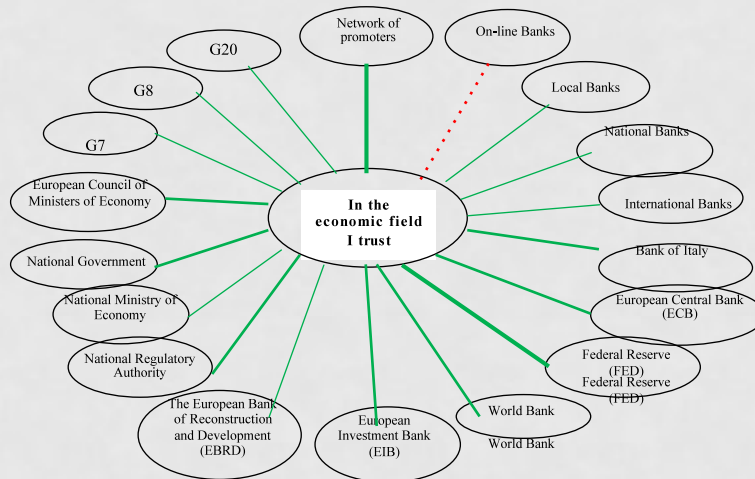 Network of
promoters
On-line Banks
G20
G8
Local Banks
G7
National Banks
European Council of
Ministers of Economy
In the
economic field
I trust
International Banks
National Government
Bank of Italy
National Ministry of
Economy
European Central Bank
(ECB)
National Regulatory
Authority
Federal Reserve
(FED)
Federal Reserve
(FED)
The European Bank
of Reconstruction
and Development
(EBRD)
European
Investment Bank
(EIB)
World Bank
World Bank